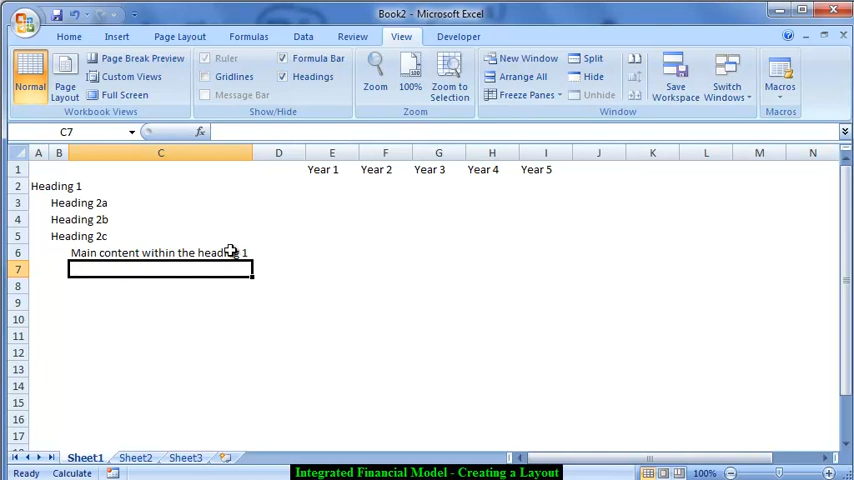 Book2 - Microsoft Excel
Home Insert Page Layout Formulas Data Review View Developer
Normal
Page Layout
Page Break Preview
Custom Views
Full Screen
Workbook Views
Ruler
Gridlines
Message Bar
Formula Bar
Headings
Show/Hide
Zoom
100%
Zoom to Selection
Zoom
New Window
Arrange All
Freeze Panes
Split
Hide
Unhide
Save Workspace
Switch Windows
Window
Macros
Macros
C7 fx
A B C D E F G H I J K L M N
1 Year 1 Year 2 Year 3 Year 4 Year 5
2 Heading 1
3 Heading 2a
4 Heading 2b
5 Heading 2c
6 Main content within the heading 1
7
8
9
10
11
12
13
14
15
16
17
Sheet1 Sheet2 Sheet3
Ready Calculate Integrated Financial Model - Creating a Layout 100%